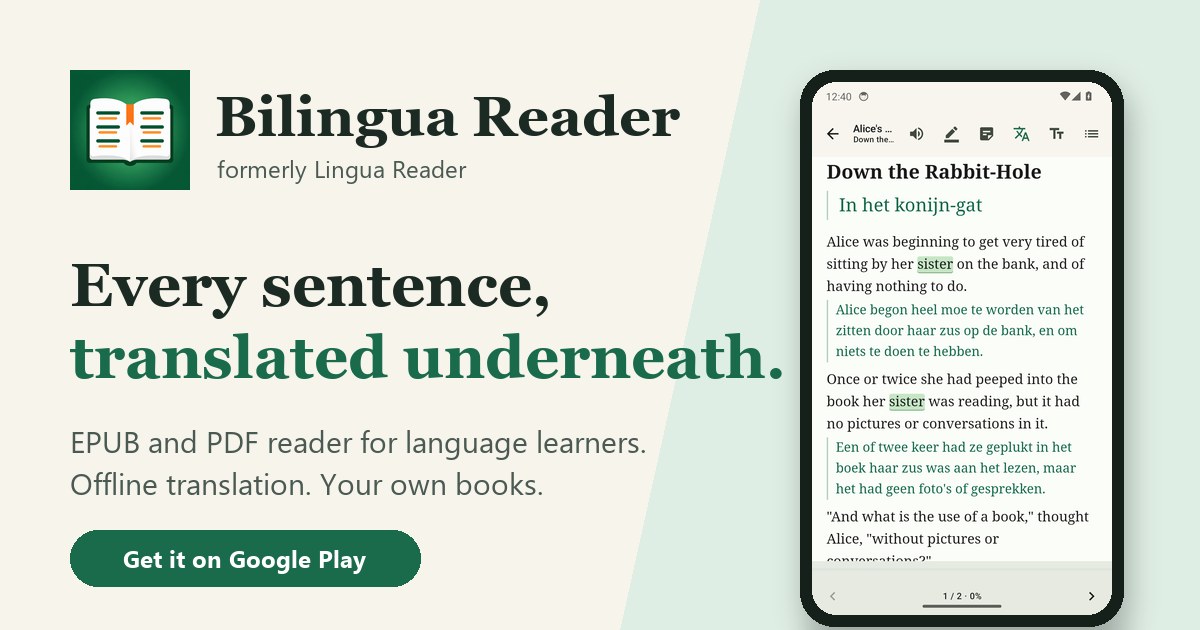 Bilingua Reader
formerly Lingua Reader
Every sentence,
translated underneath.
EPUB and PDF reader for language learners.
Offline translation. Your own books.
Get it on Google Play
12:40
Alice's ...
Down the...
Down the Rabbit-Hole
In het konijn-gat
Alice was beginning to get very tired of
sitting by her sister on the bank, and of
having nothing to do.
Alice begon heel moe te worden van het
zitten door haar zus op de bank, en om
niets te doen te hebben.
Once or twice she had peeped into the
book her sister was reading, but it had
no pictures or conversations in it.
Een of twee keer had ze geplukt in het
boek haar zus was aan het lezen, maar
het had geen foto's of gesprekken.
"And what is the use of a book," thought
Alice, "without pictures or
conversations?"
1 / 2 · 0%